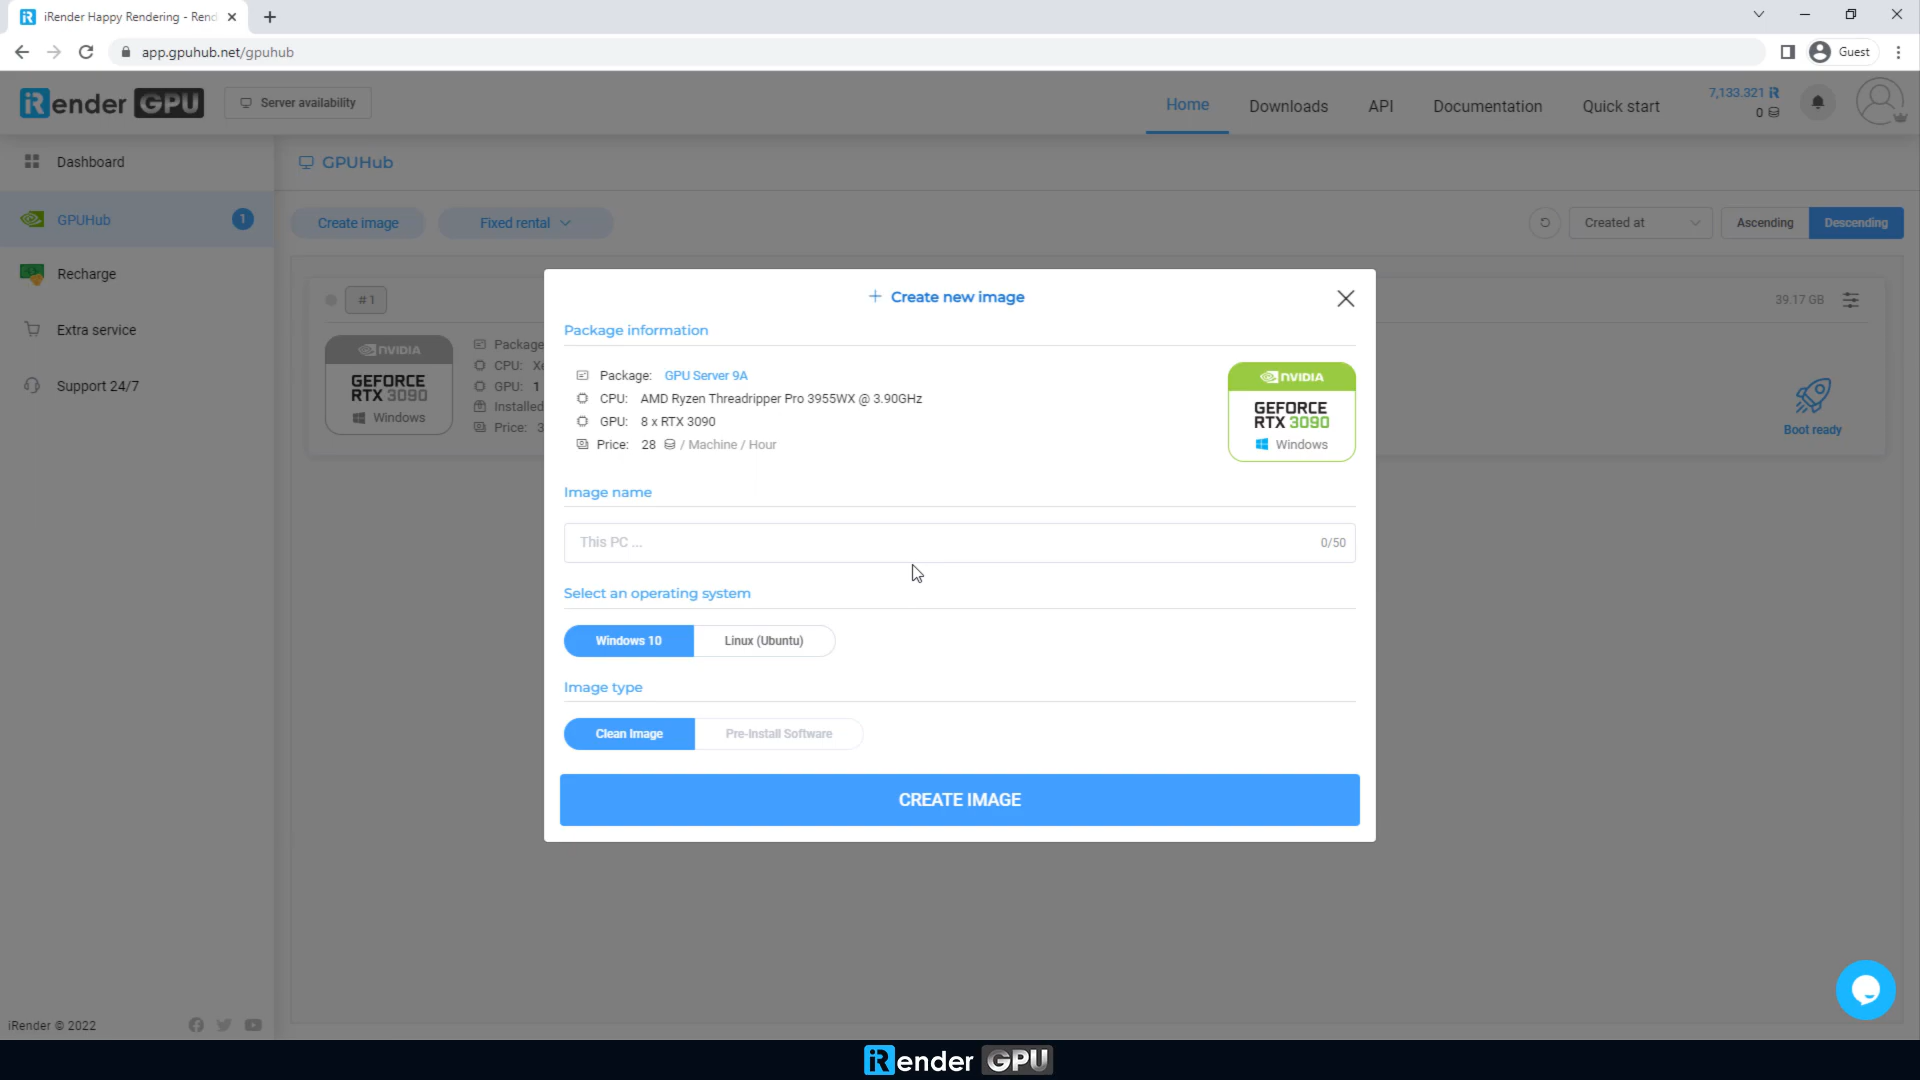 iRender Happy Rendering - Rend
app.gpuhub.net/gpuhub
Guest
iRender GPU
Server availability
Home
Downloads
API
Documentation
Quick start
7,133.321 R
0
Dashboard
GPUHub
1
Recharge
Extra service
Support 24/7
GPUHub
Create image
Fixed rental
Created at
Ascending
Descending
#1
39.17 GB
NVIDIA
GEFORCE
RTX 3090
Windows
Package
CPU: Xe
GPU: 1
Installed
Price: 3
Boot ready
+ Create new image
Package information
Package: GPU Server 9A
CPU: AMD Ryzen Threadripper Pro 3955WX @ 3.90GHz
GPU: 8 x RTX 3090
Price: 28 / Machine / Hour
NVIDIA
GEFORCE
RTX 3090
Windows
Image name
This PC ...
0/50
Select an operating system
Windows 10
Linux (Ubuntu)
Image type
Clean Image
Pre-Install Software
CREATE IMAGE
iRender © 2022
iRender GPU